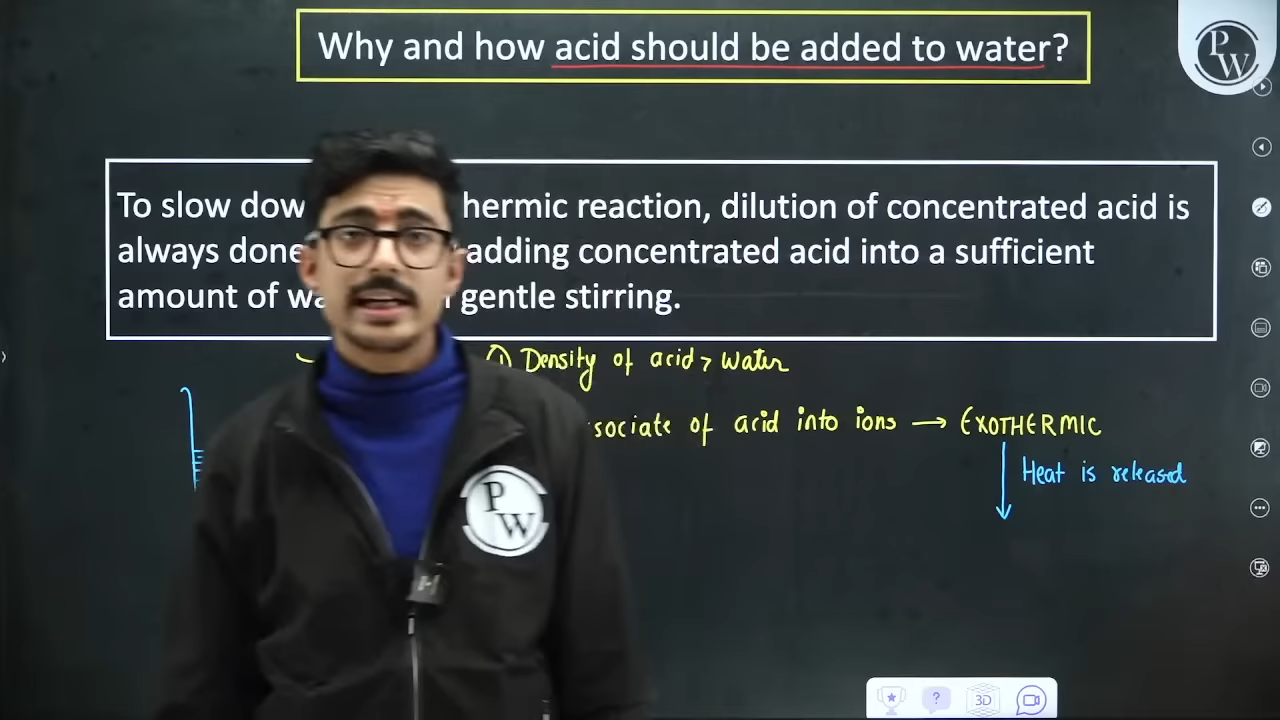 Why and how acid should be added to water?
P
W
To slow dow hermic reaction, dilution of concentrated acid is
always done adding concentrated acid into a sufficient
amount of wa gentle stirring.
① Density of acid > water
sociate of acid into ions → EXOTHERMIC
Heat is released
P
W
?
3D